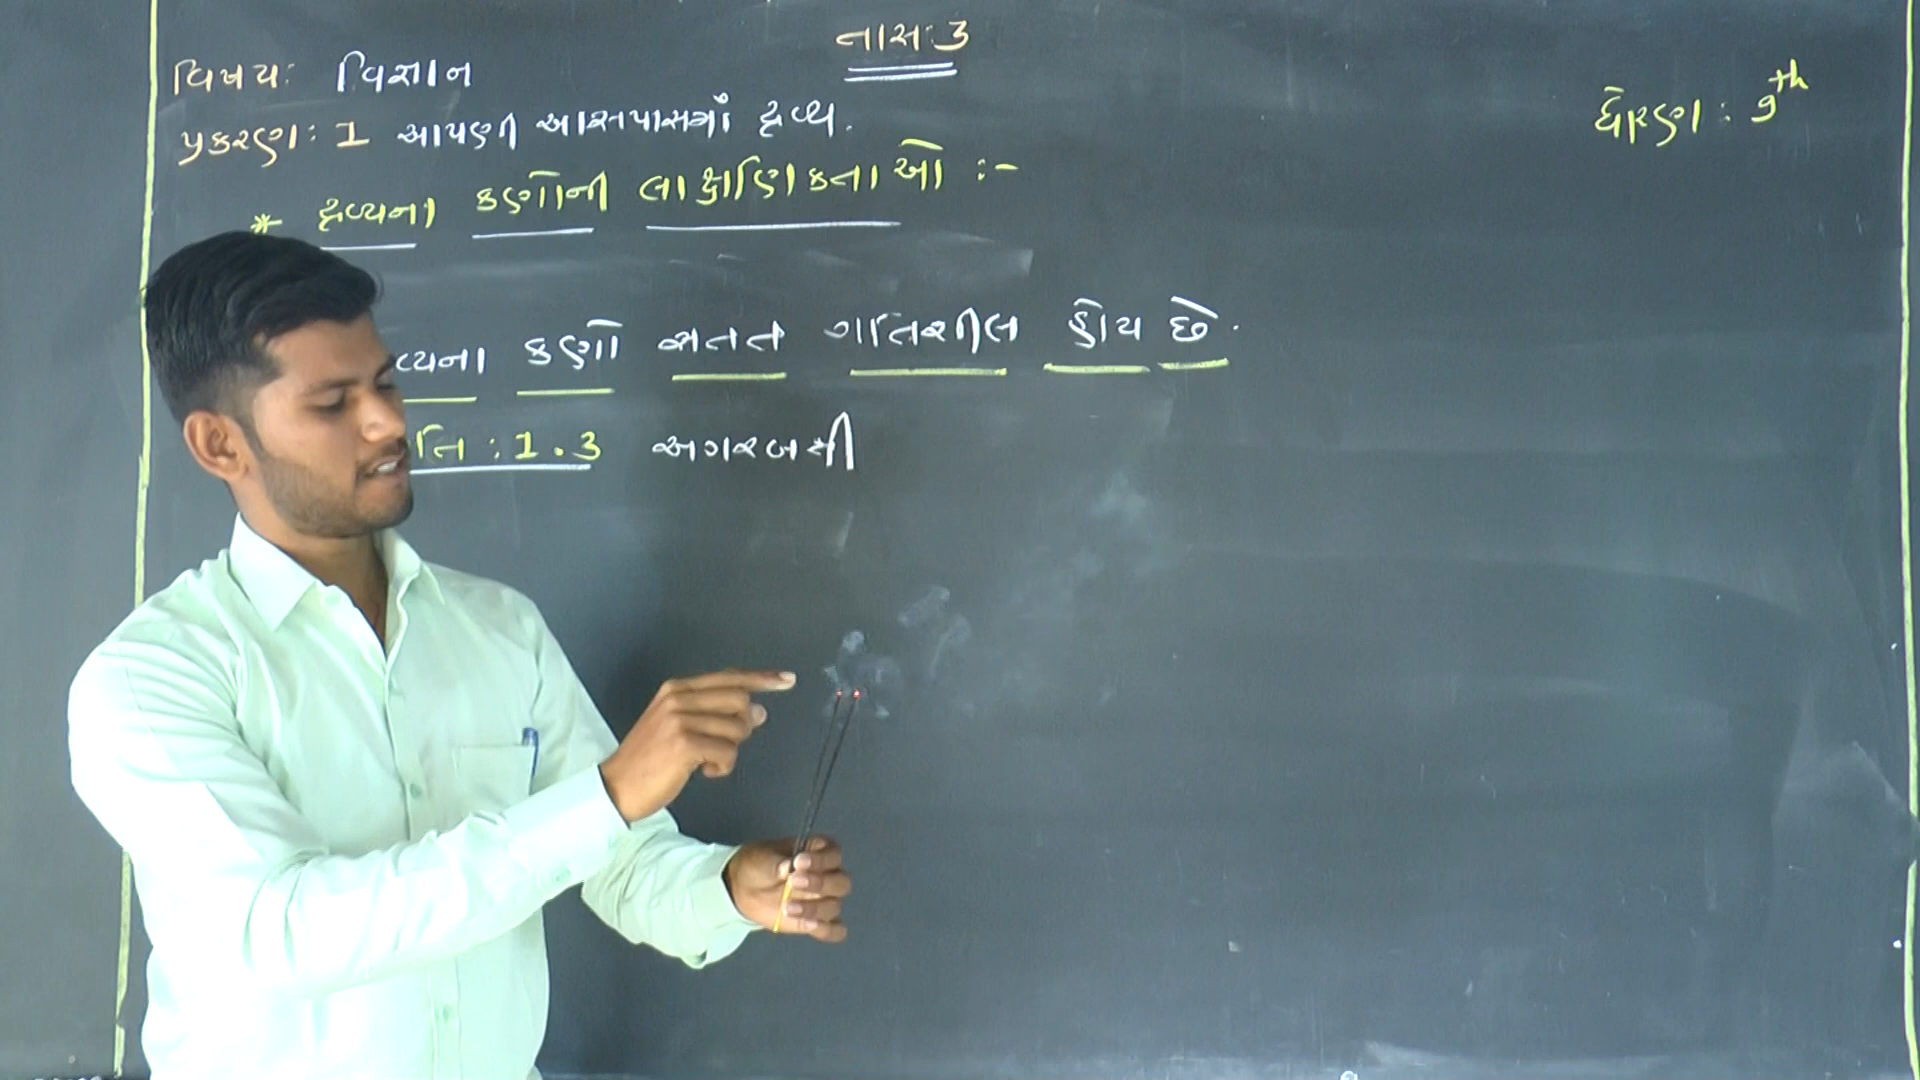 તાસ: 3
વિષય: વિજ્ઞાન
ધોરણ: 9th
પ્રકરણ: 1 આપણી આસપાસમાં દ્રવ્ય.
* દ્રવ્યના કણોની લાક્ષણિકતાઓ :-
વ્યના કણો સતત ગતિશીલ હોય છે.
તિ: 1.3 અગરબત્તી